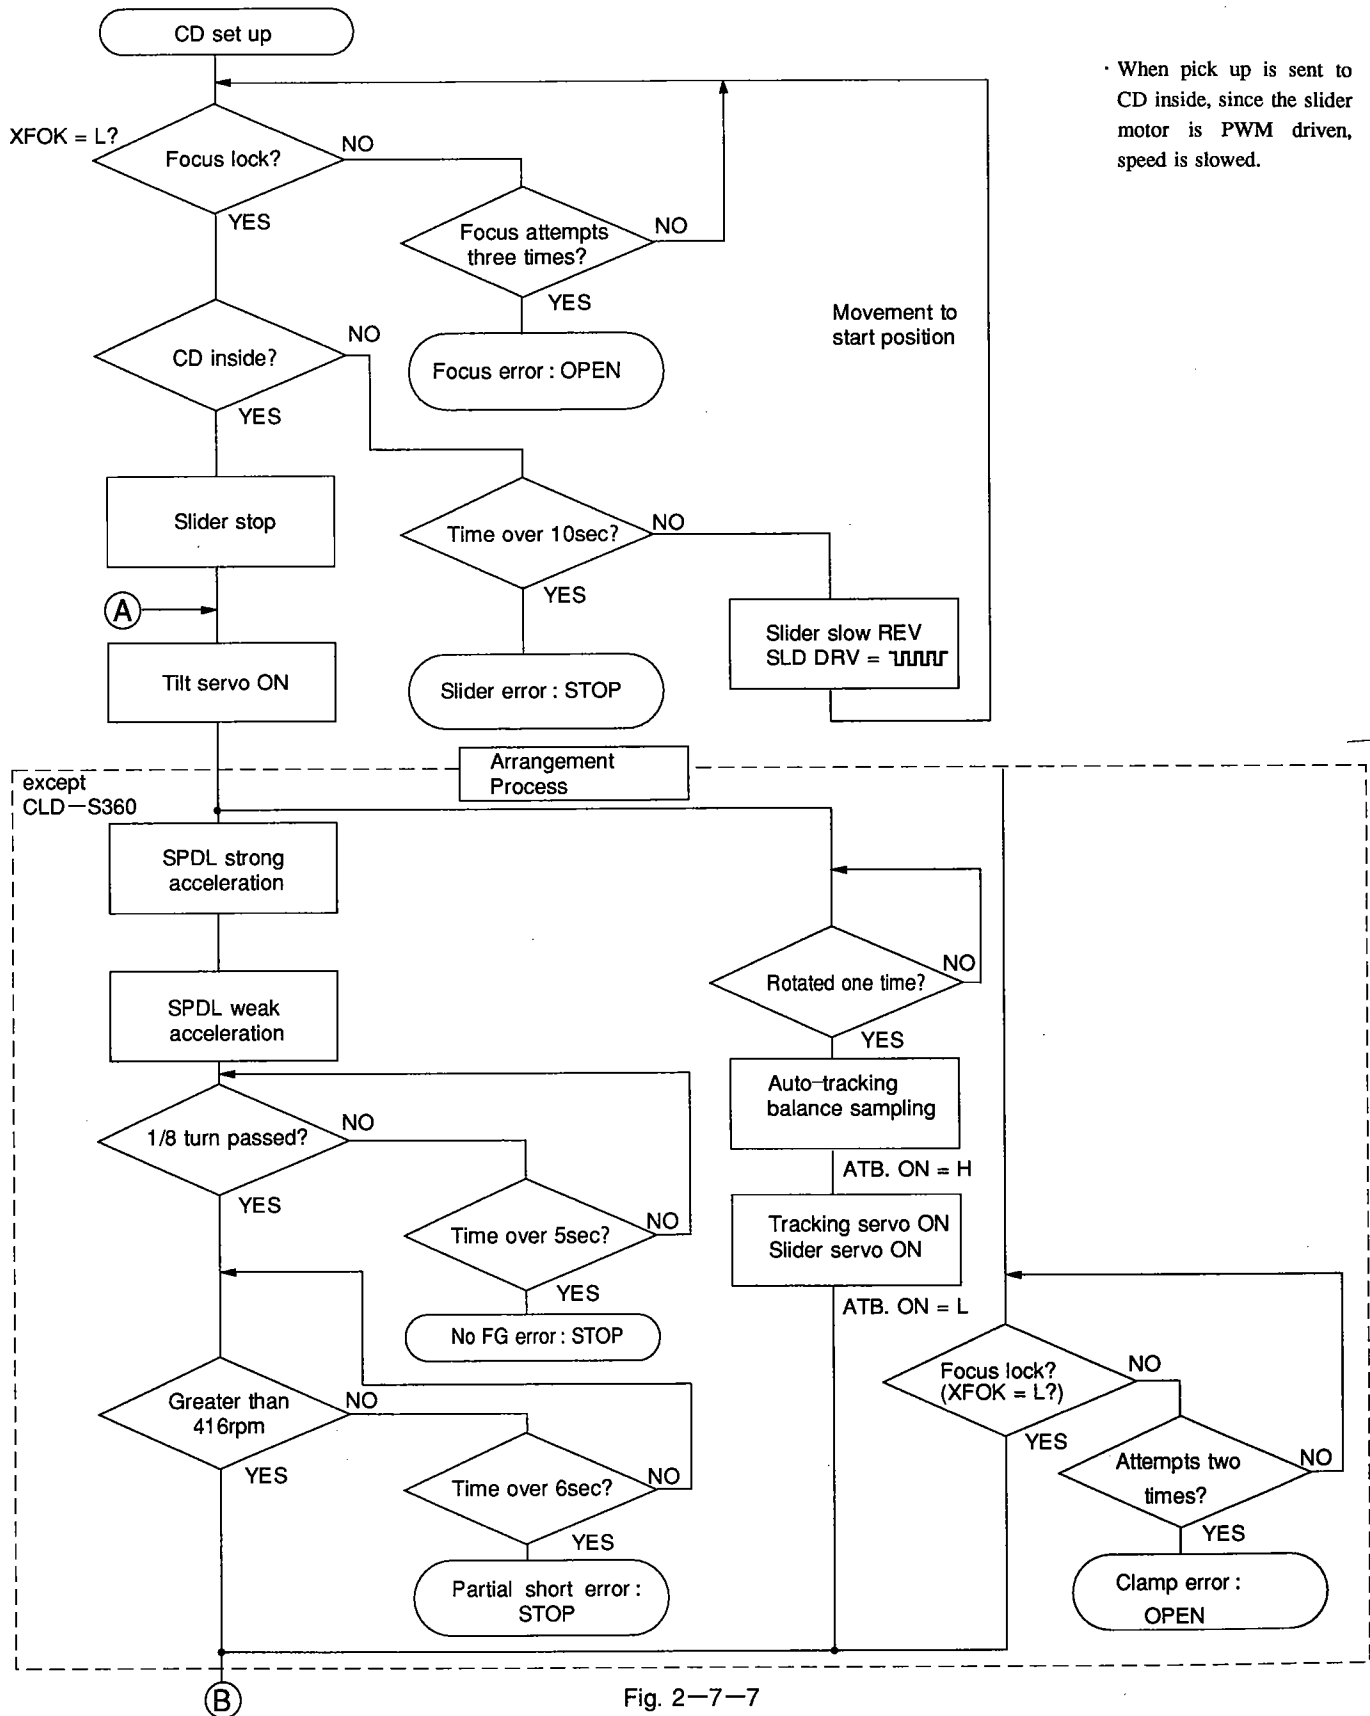 CD set up
· When pick up is sent to
CD inside, since the slider
motor is PWM driven,
speed is slowed.
XFOK = L?
Focus lock?
NO
YES
Focus attempts
three times?
NO
YES
Focus error : OPEN
Movement to
start position
CD inside?
NO
YES
Slider stop
Time over 10sec?
NO
YES
Slider error : STOP
Slider slow REV
SLD DRV =
A
Tilt servo ON
Arrangement
Process
except
CLD-S360
SPDL strong
acceleration
SPDL weak
acceleration
1/8 turn passed?
NO
YES
Time over 5sec?
NO
YES
No FG error : STOP
Greater than
416rpm
NO
YES
Time over 6sec?
NO
YES
Partial short error :
STOP
Rotated one time?
NO
YES
Auto-tracking
balance sampling
ATB. ON = H
Tracking servo ON
Slider servo ON
ATB. ON = L
Focus lock?
(XFOK = L?)
NO
YES
Attempts two
times?
NO
YES
Clamp error :
OPEN
B
Fig. 2-7-7